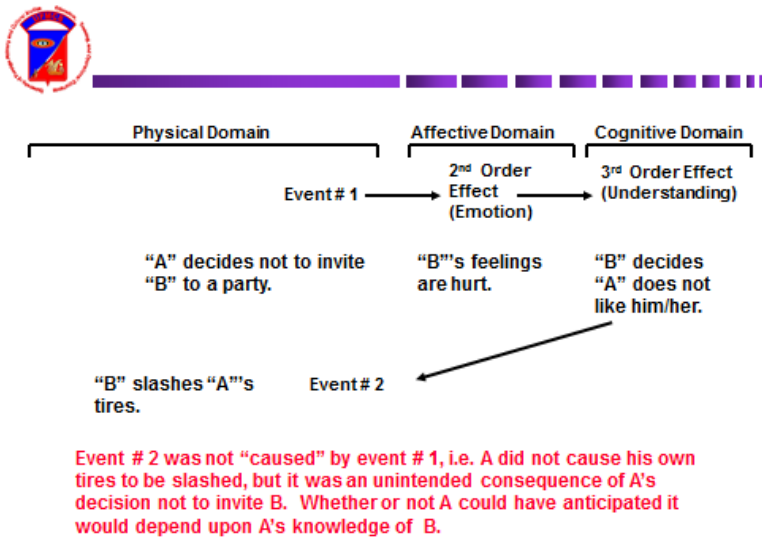 Physical Domain
Affective Domain
Cognitive Domain
Event # 1
2nd Order
Effect
(Emotion)
3rd Order Effect
(Understanding)
“A” decides not to invite
“B” to a party.
“B”’s feelings
are hurt.
“B” decides
“A” does not
like him/her.
“B” slashes “A”’s
tires.
Event # 2
Event # 2 was not “caused” by event # 1, i.e. A did not cause his own
tires to be slashed, but it was an unintended consequence of A’s
decision not to invite B.  Whether or not A could have anticipated it
would depend upon A’s knowledge of  B.